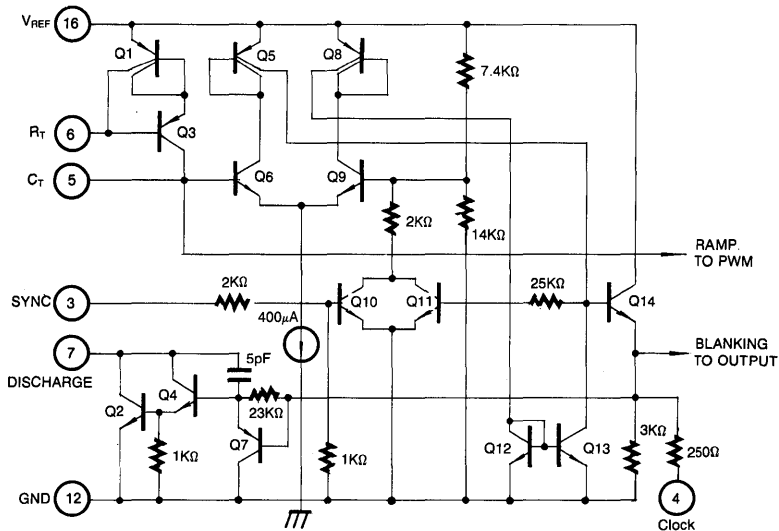 VREF 16
Q1
Q5
Q8
7.4KΩ
RT 6
Q3
CT 5
Q6
Q9
2KΩ
14KΩ
RAMP.
TO PWM
SYNC 3
2KΩ
Q10
Q11
25KΩ
Q14
400µA
7
DISCHARGE
5pF
BLANKING
TO OUTPUT
Q2
Q4
23KΩ
Q7
1KΩ
1KΩ
Q12
Q13
3KΩ
250Ω
GND 12
4
Clock